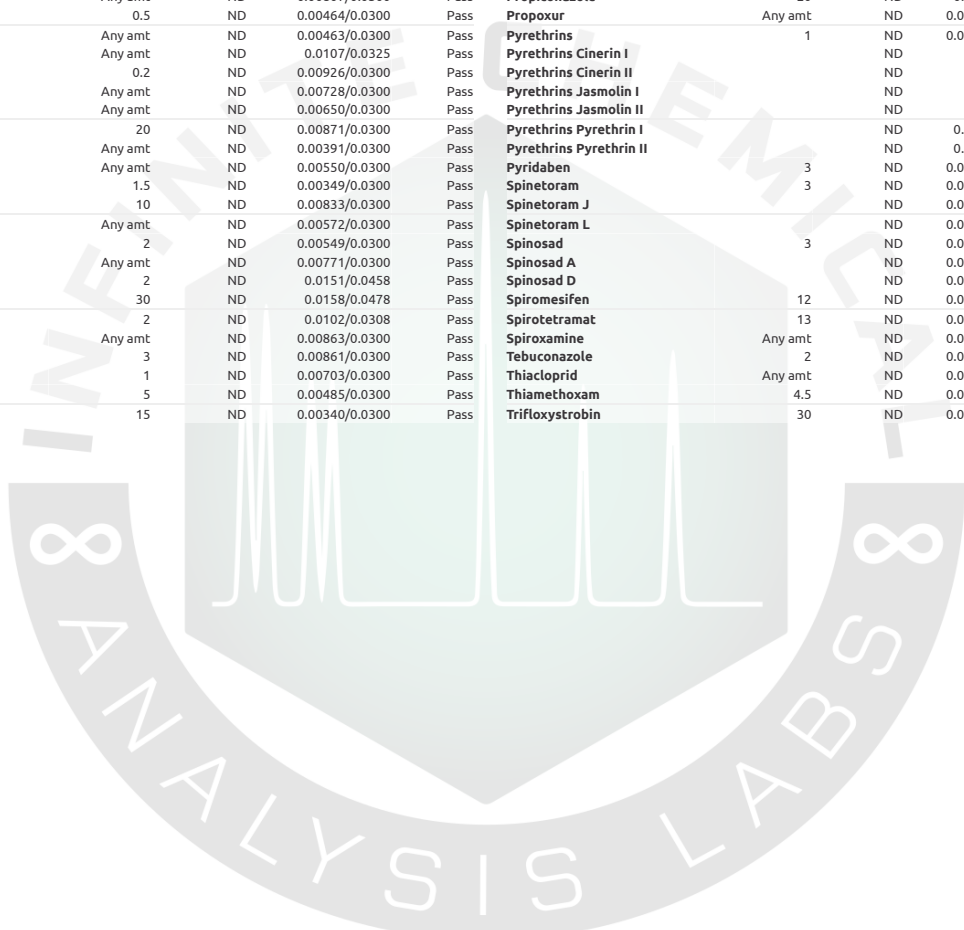 0.5 ND 0.00464/0.0300 Pass Propoxur Any amt ND 0.0
Any amt ND 0.00463/0.0300 Pass Pyrethrins 1 ND 0.0
Any amt ND 0.0107/0.0325 Pass Pyrethrins Cinerin I ND
0.2 ND 0.00926/0.0300 Pass Pyrethrins Cinerin II ND
Any amt ND 0.00728/0.0300 Pass Pyrethrins Jasmolin I ND
Any amt ND 0.00650/0.0300 Pass Pyrethrins Jasmolin II ND
20 ND 0.00871/0.0300 Pass Pyrethrins Pyrethrin I ND 0.
Any amt ND 0.00391/0.0300 Pass Pyrethrins Pyrethrin II ND 0.
Any amt ND 0.00550/0.0300 Pass Pyridaben 3 ND 0.0
1.5 ND 0.00349/0.0300 Pass Spinetoram 3 ND 0.0
10 ND 0.00833/0.0300 Pass Spinetoram J ND 0.0
Any amt ND 0.00572/0.0300 Pass Spinetoram L ND 0.0
2 ND 0.00549/0.0300 Pass Spinosad 3 ND 0.0
Any amt ND 0.00771/0.0300 Pass Spinosad A ND 0.0
2 ND 0.0151/0.0458 Pass Spinosad D ND 0.0
30 ND 0.0158/0.0478 Pass Spiromesifen 12 ND 0.0
2 ND 0.0102/0.0308 Pass Spirotetramat 13 ND 0.0
Any amt ND 0.00863/0.0300 Pass Spiroxamine Any amt ND 0.0
3 ND 0.00861/0.0300 Pass Tebuconazole 2 ND 0.0
1 ND 0.00703/0.0300 Pass Thiacloprid Any amt ND 0.0
5 ND 0.00485/0.0300 Pass Thiamethoxam 4.5 ND 0.0
15 ND 0.00340/0.0300 Pass Trifloxystrobin 30 ND 0.0
INFINITE CHEMICAL
ANALYSIS LABS